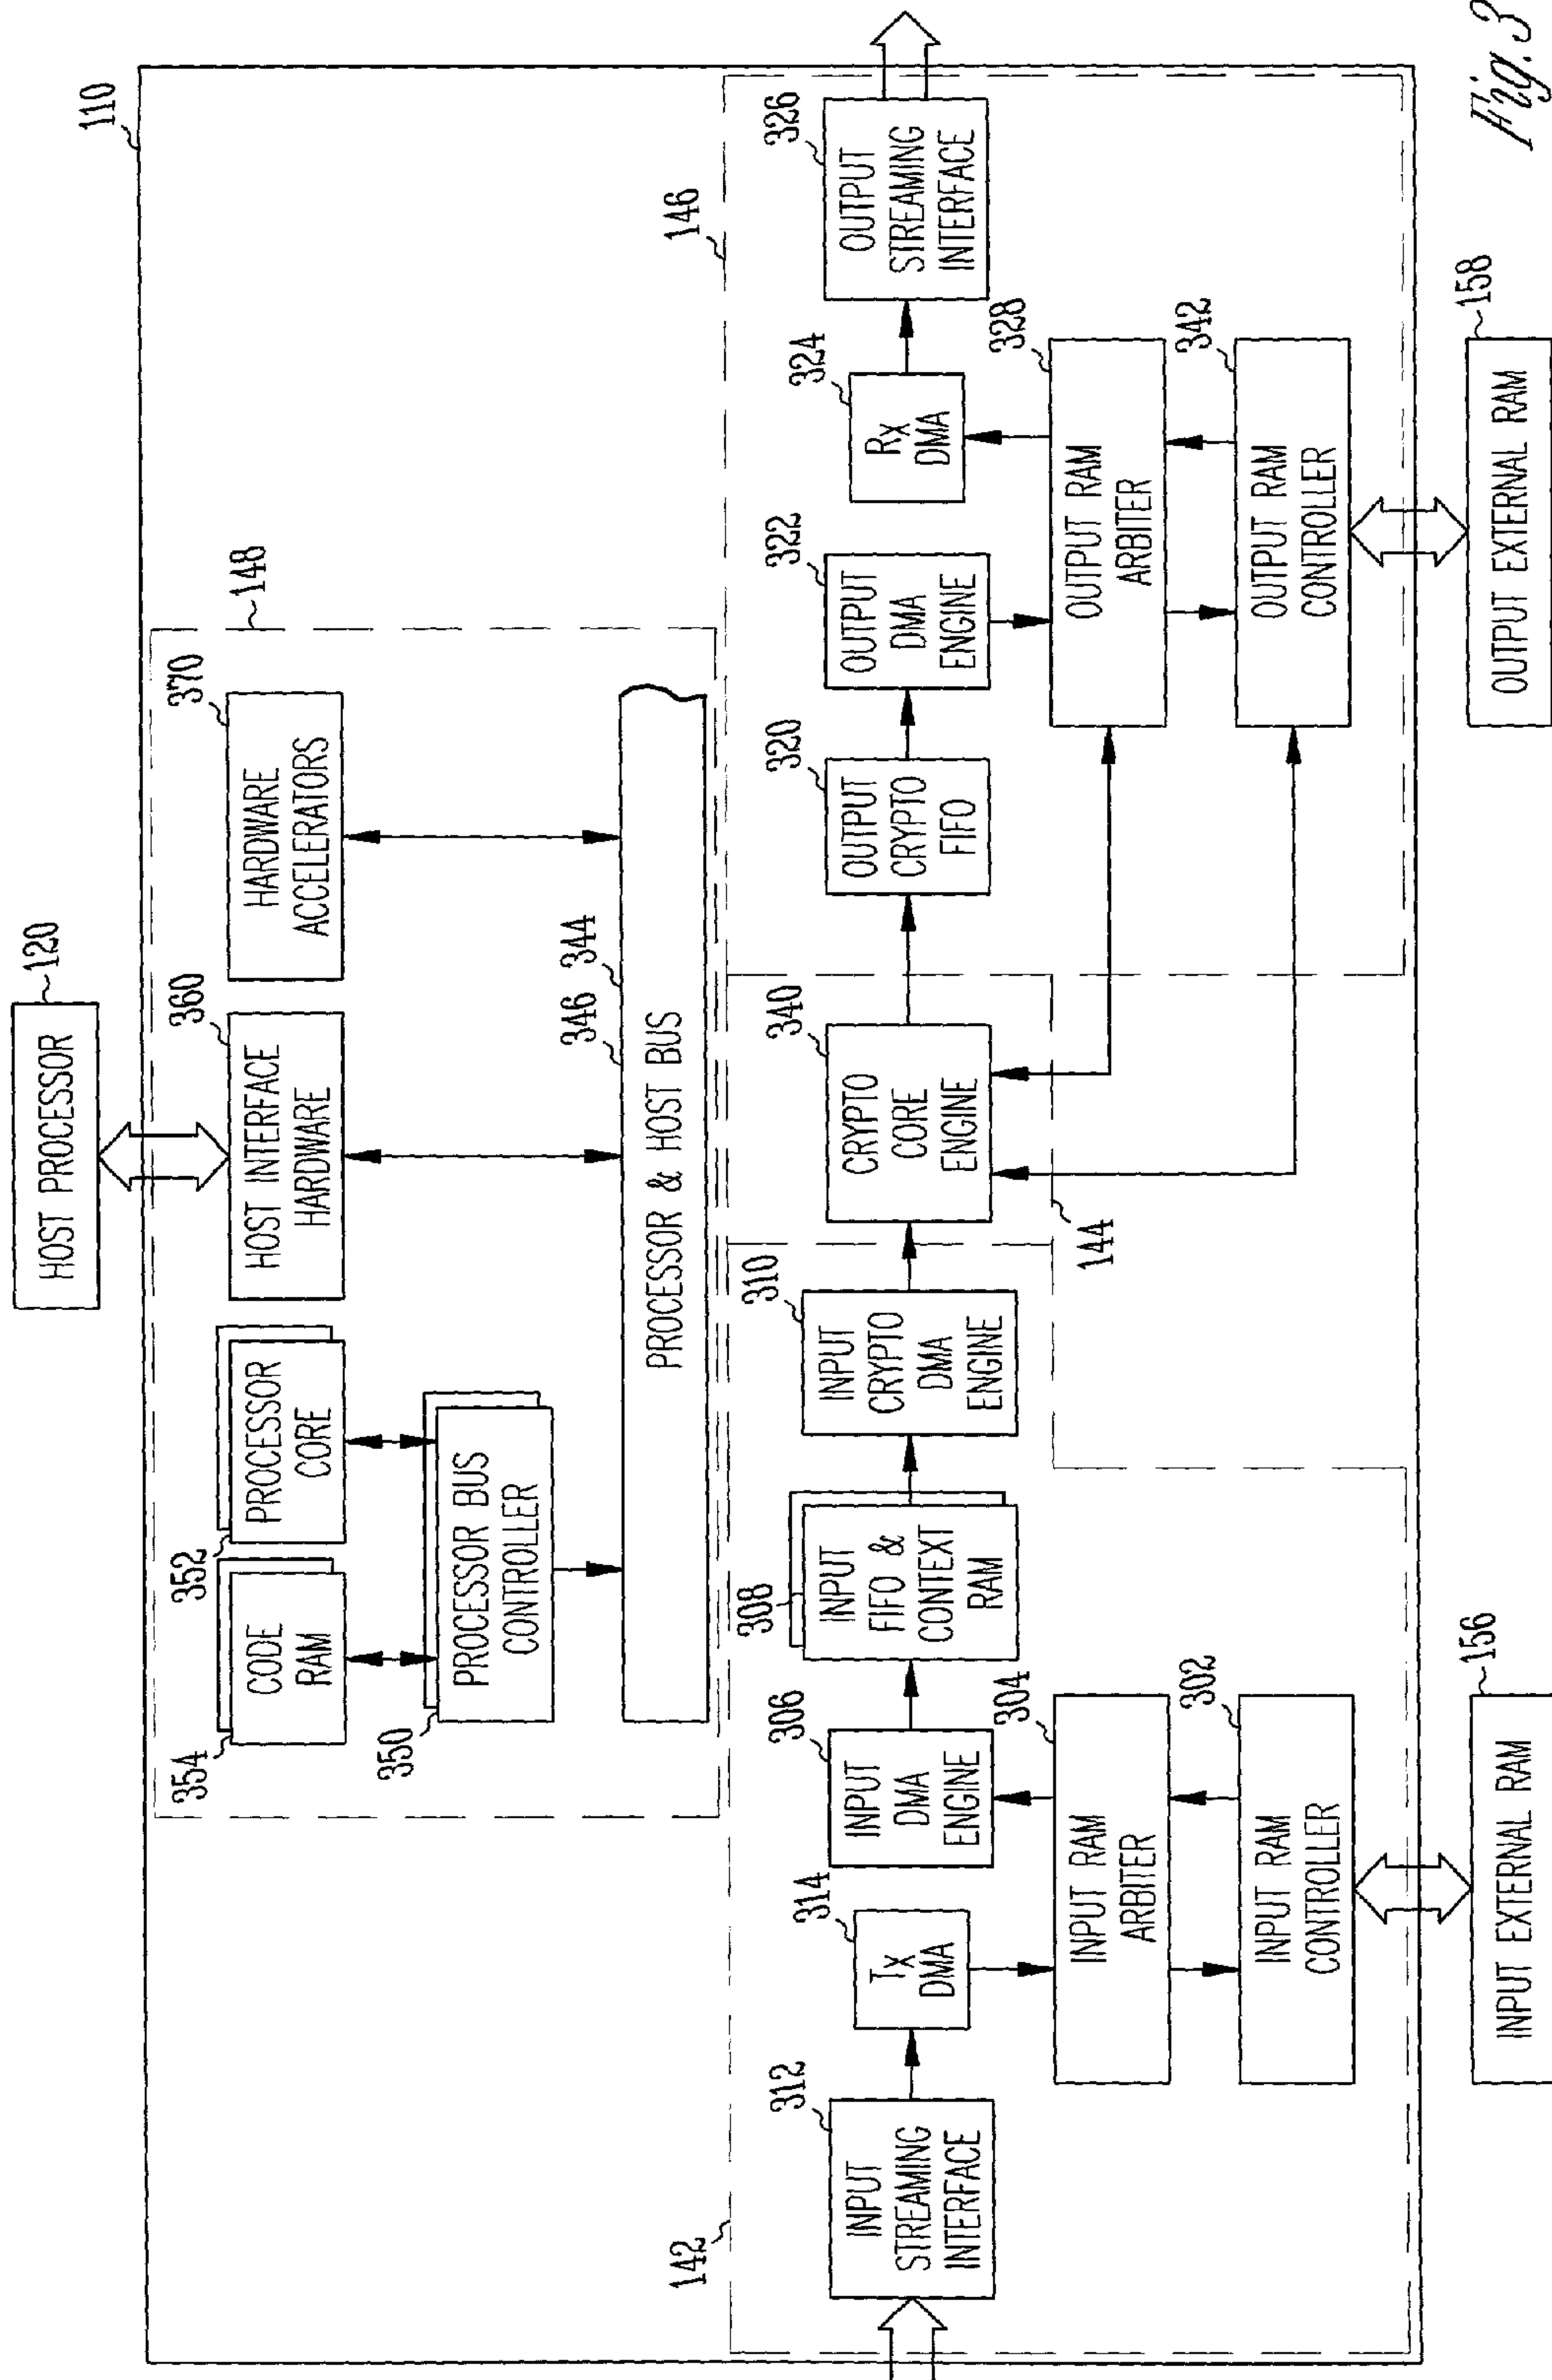 HOST PROCESSOR
120
110
354
CODE
RAM
352
PROCESSOR
CORE
HOST INTERFACE
HARDWARE
360
HARDWARE
ACCELERATORS
370
148
350
PROCESSOR BUS
CONTROLLER
346
344
PROCESSOR & HOST BUS
142
312
INPUT
STREAMING
INTERFACE
314
Tx
DMA
306
INPUT
DMA
ENGINE
308
INPUT
FIFO &
CONTEXT
RAM
310
INPUT
CRYPTO
DMA
ENGINE
340
CRYPTO
CORE
ENGINE
144
146
320
OUTPUT
CRYPTO
FIFO
322
OUTPUT
DMA
ENGINE
324
Rx
DMA
326
OUTPUT
STREAMING
INTERFACE
304
INPUT RAM
ARBITER
328
OUTPUT RAM
ARBITER
302
INPUT RAM
CONTROLLER
342
OUTPUT RAM
CONTROLLER
156
INPUT EXTERNAL RAM
158
OUTPUT EXTERNAL RAM
Fig. 3